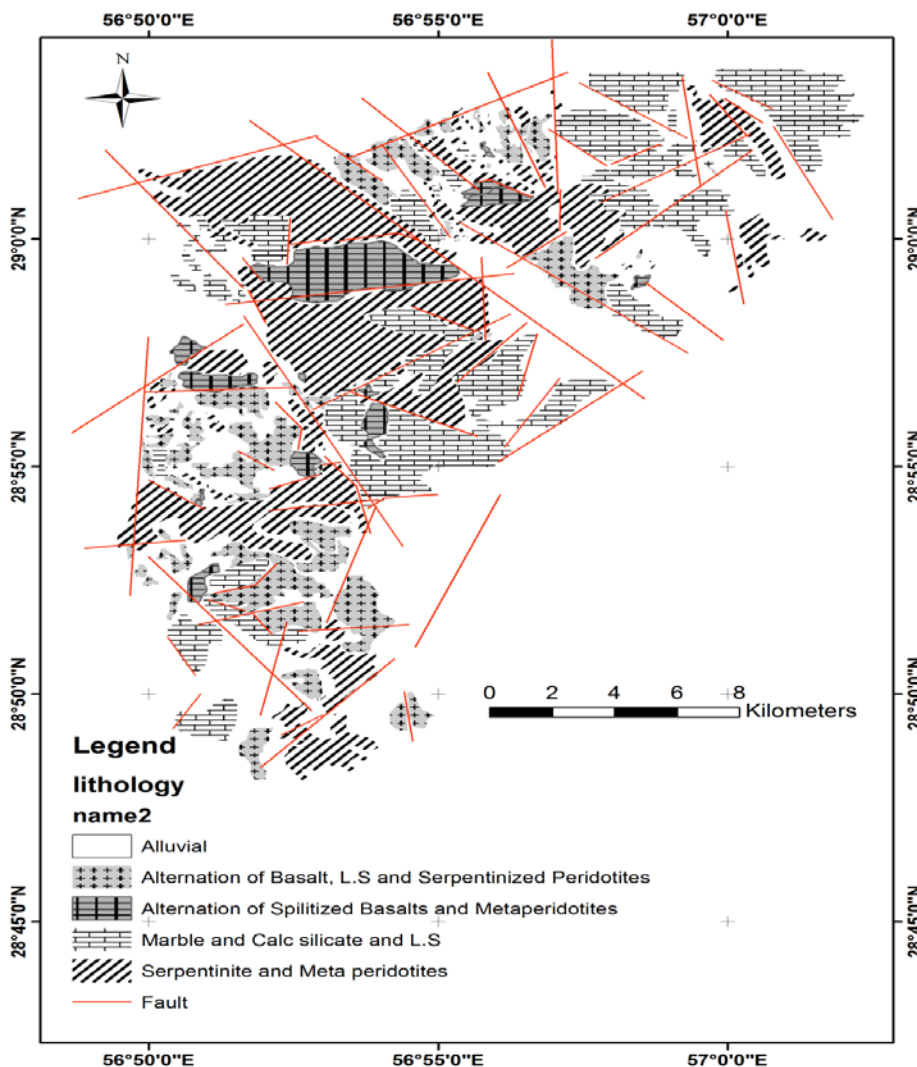 56°50'0"E 56°55'0"E 57°0'0"E
N
29°0'0"N 29°0'0"N
28°55'0"N 28°55'0"N
28°50'0"N 28°50'0"N
0 2 4 6 8
Kilometers
Legend
lithology
name2
Alluvial
Alternation of Basalt, L.S and Serpentinized Peridotites
Alternation of Spilitized Basalts and Metaperidotites
Marble and Calc silicate and L.S
Serpentinite and Meta peridotites
Fault
28°45'0"N 28°45'0"N
56°50'0"E 56°55'0"E 57°0'0"E